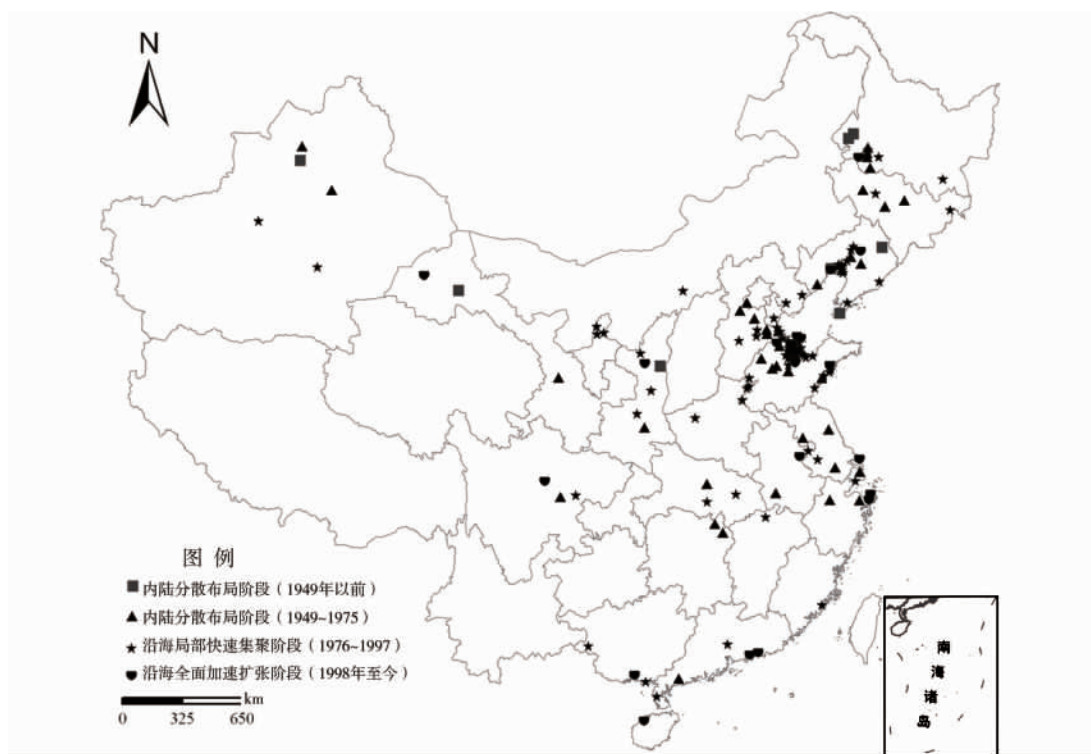 N
图 例
内陆分散布局阶段（1949年以前）
内陆分散布局阶段（1949~1975）
沿海局部快速集聚阶段（1976~1997）
沿海全面加速扩张阶段（1998年至今）
km
0 325 650
南
海
诸
岛